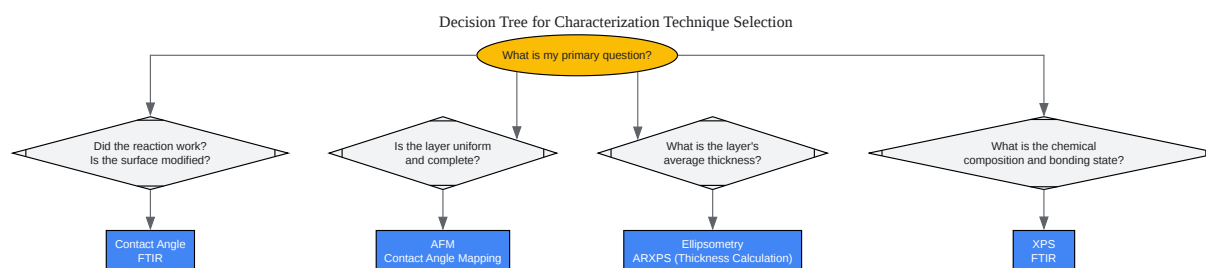 Decision Tree for Characterization Technique Selection
What is my primary question?
Did the reaction work?
Is the surface modified?
Is the layer uniform
and complete?
What is the layer's
average thickness?
What is the chemical
composition and bonding state?
Contact Angle
FTIR
AFM
Contact Angle Mapping
Ellipsometry
ARXPS (Thickness Calculation)
XPS
FTIR